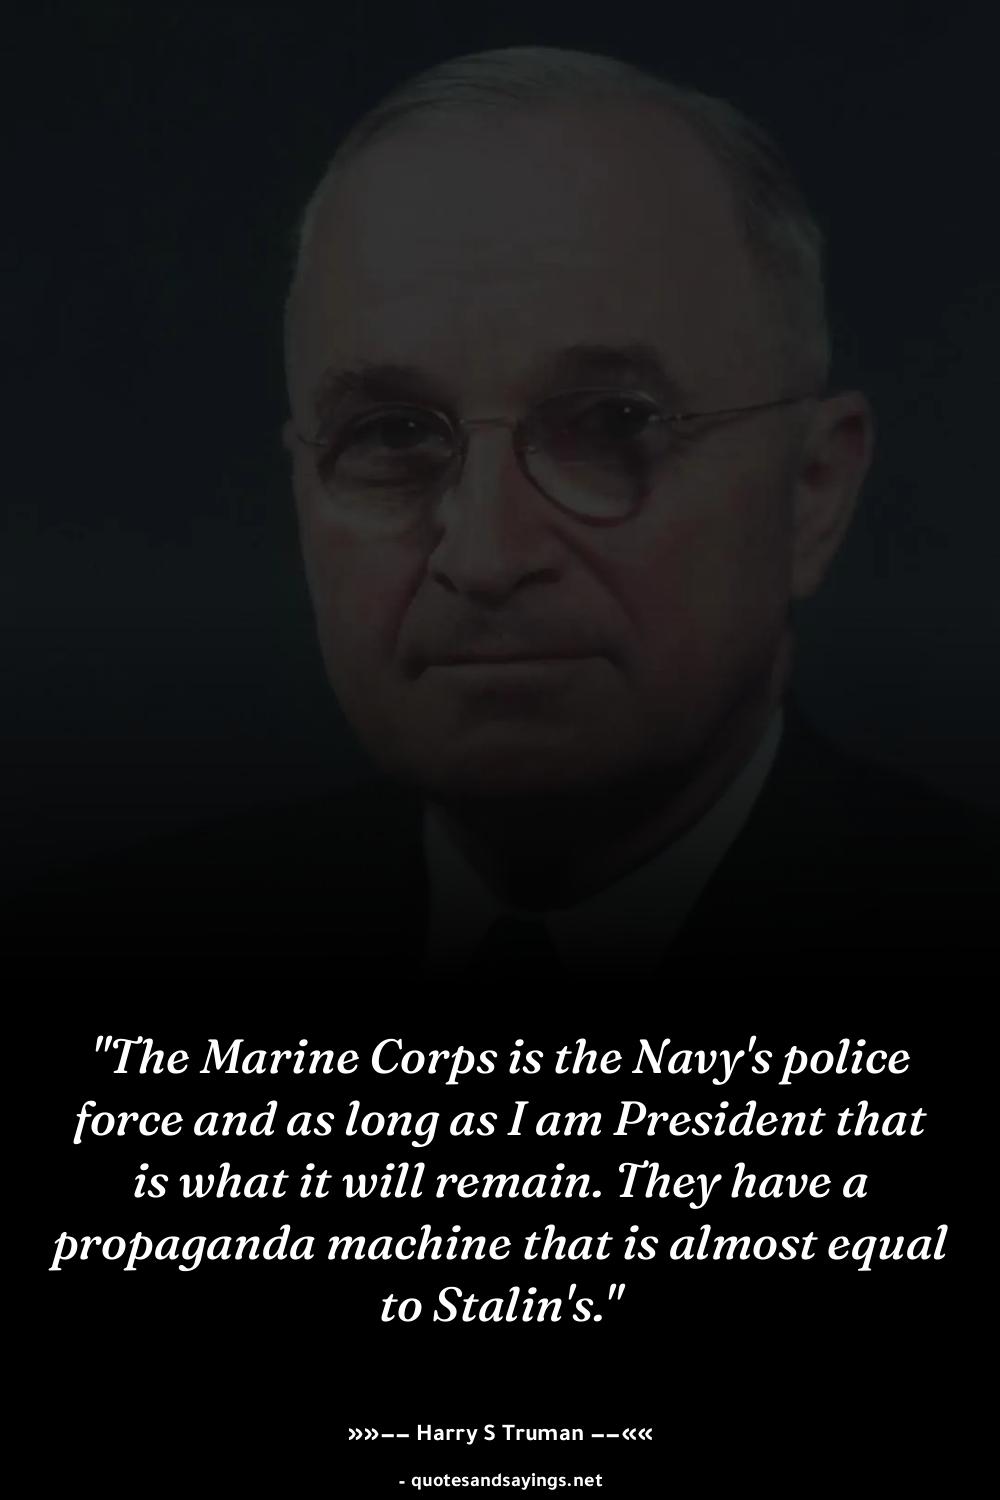 "The Marine Corps is the Navy's police
force and as long as I am President that
is what it will remain. They have a
propaganda machine that is almost equal
to Stalin's."
»»–– Harry S Truman ––««
- quotesandsayings.net